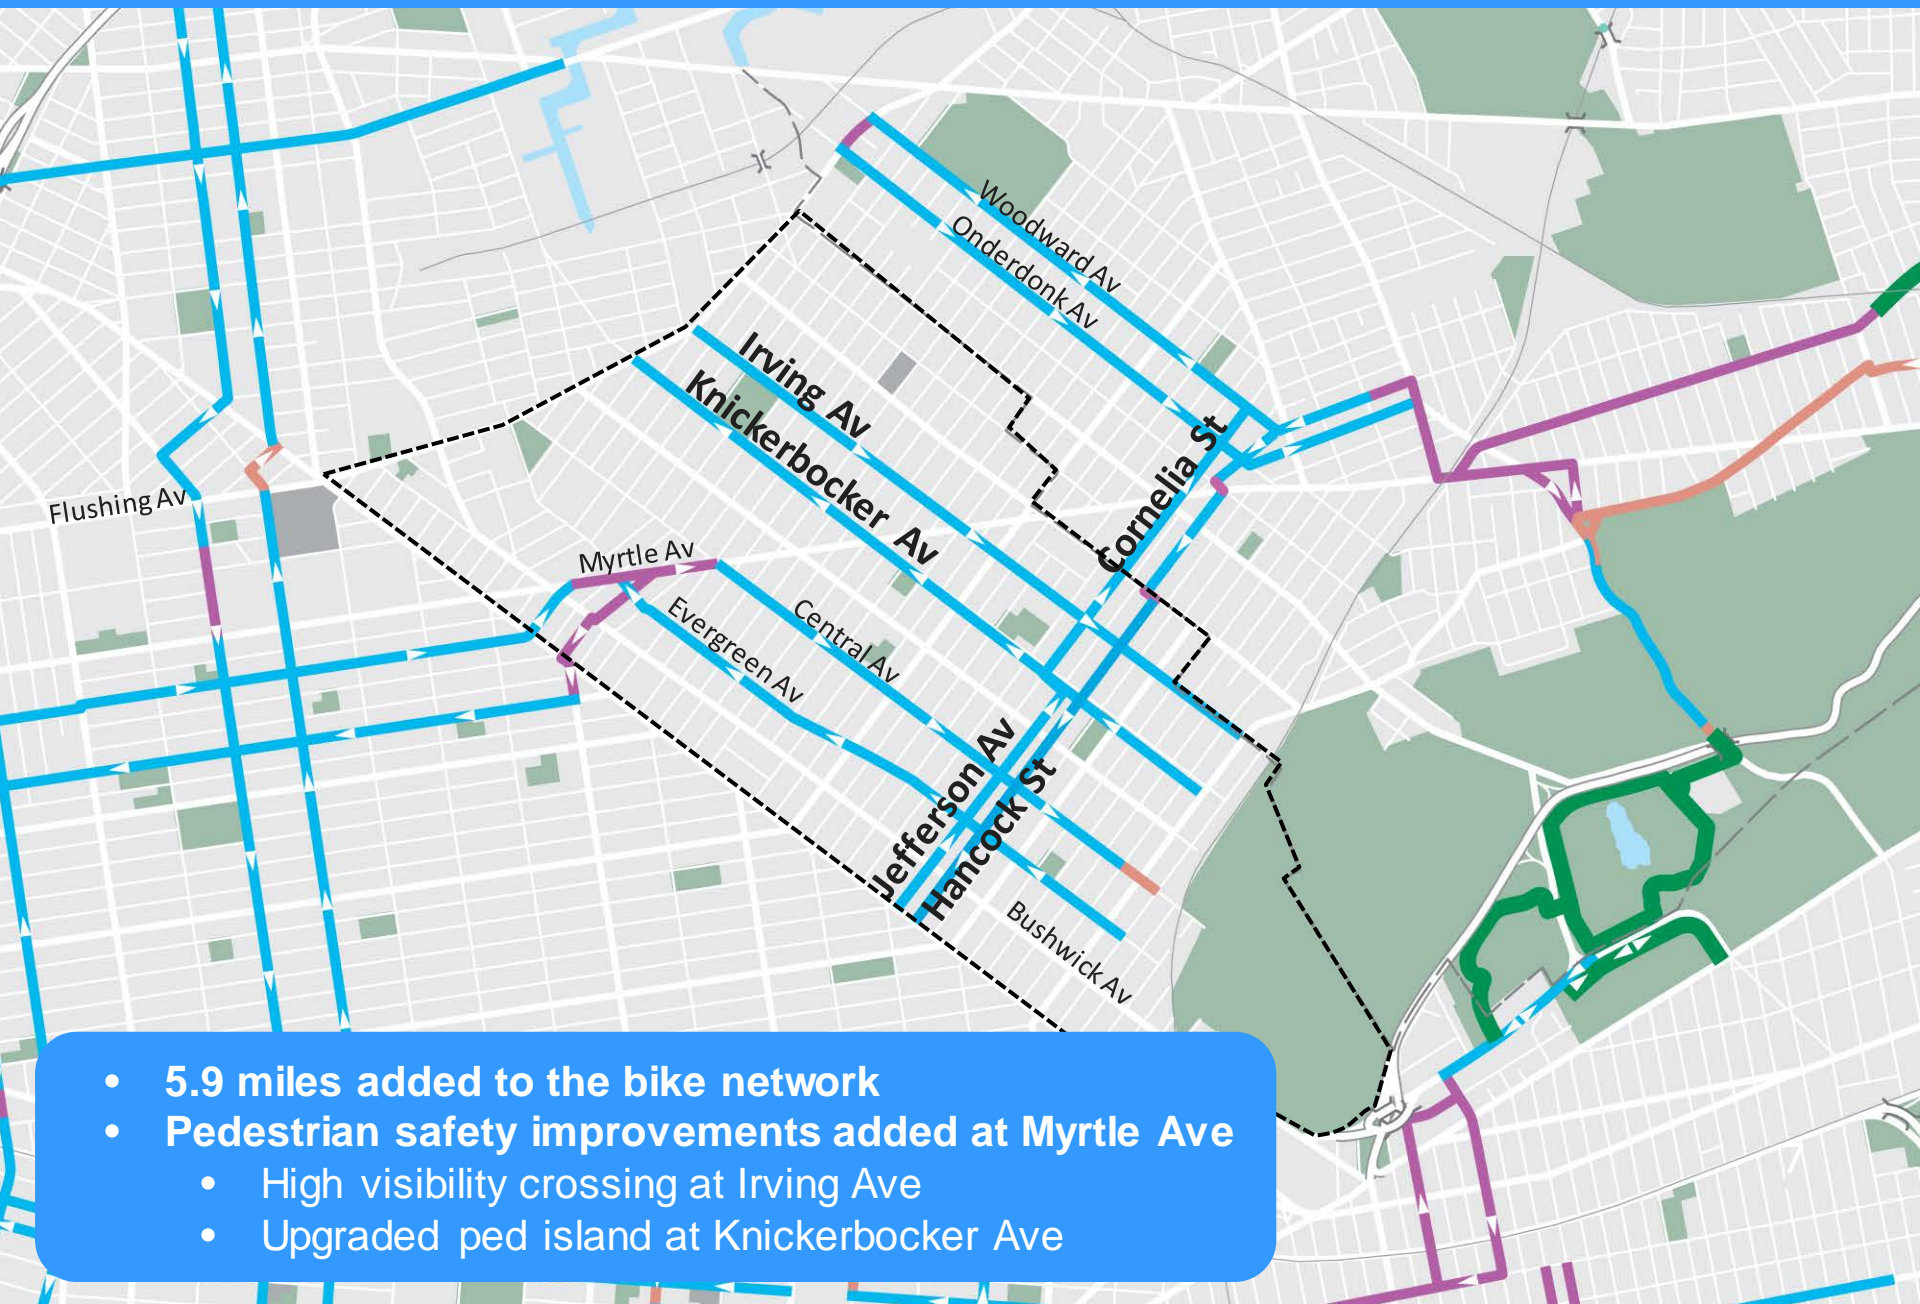 Woodward Av
Onderdonk Av
Irving Av
Knickerbocker Av
Cornelia St
Flushing Av
Myrtle Av
Central Av
Evergreen Av
Jefferson Av
Hancock St
Bushwick Av
• 5.9 miles added to the bike network
• Pedestrian safety improvements added at Myrtle Ave
• High visibility crossing at Irving Ave
• Upgraded ped island at Knickerbocker Ave